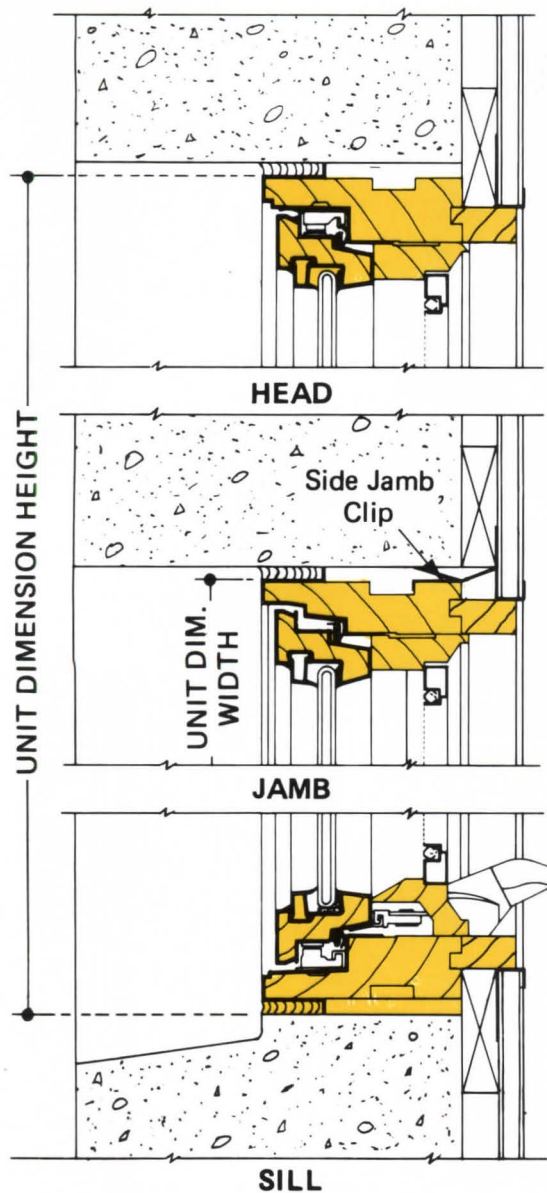 HEAD
Side Jamb
Clip
UNIT DIMENSION HEIGHT
UNIT DIM.
WIDTH
JAMB
SILL